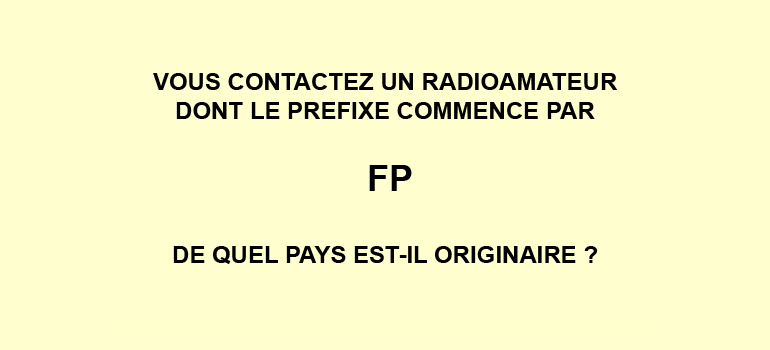 VOUS CONTACTEZ UN RADIOAMATEUR
DONT LE PREFIXE COMMENCE PAR
FP
DE QUEL PAYS EST-IL ORIGINAIRE ?